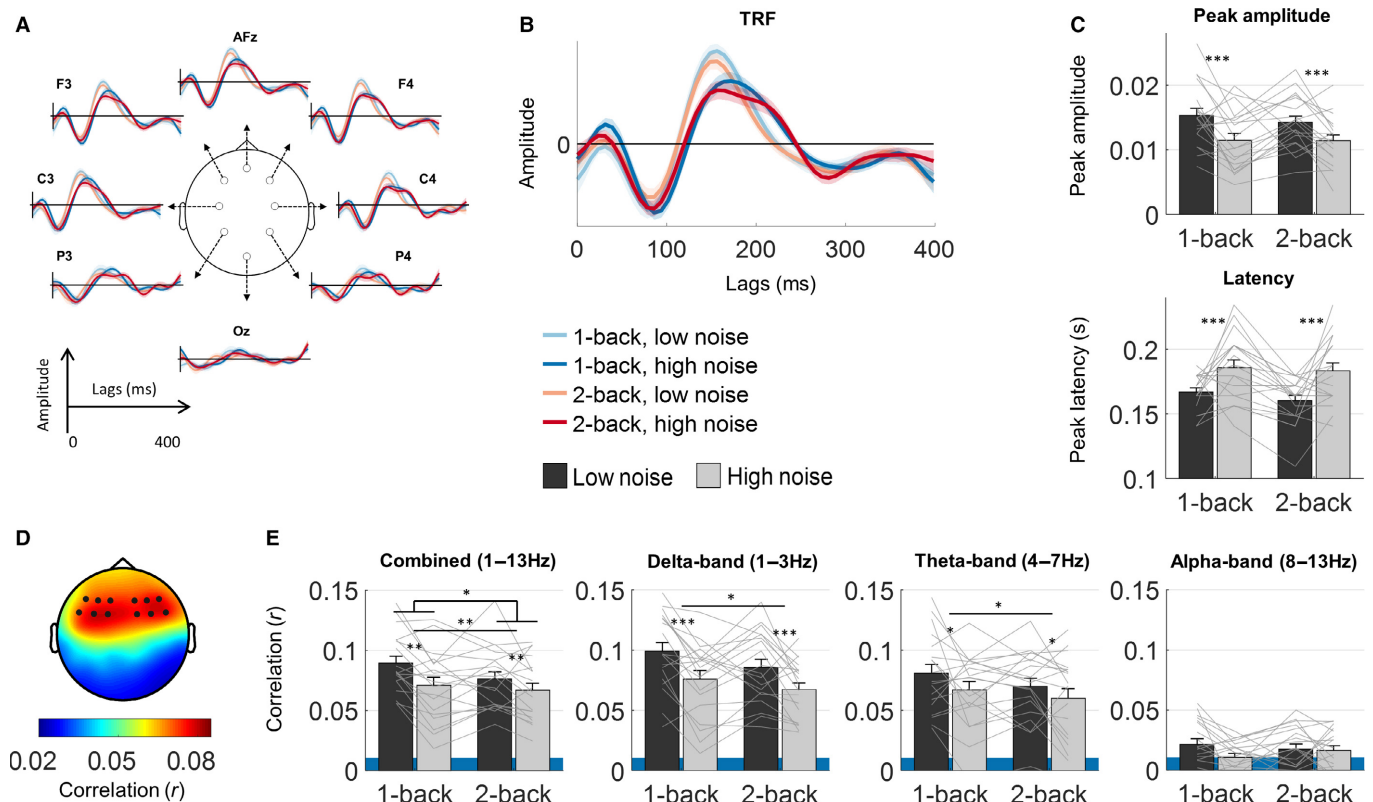 A
AFz
F3
F4
C3
C4
P3
P4
Oz
Amplitude
Lags (ms)
0
400
B
TRF
Amplitude
0
0
100
200
300
400
Lags (ms)
1-back, low noise
1-back, high noise
2-back, low noise
2-back, high noise
Low noise
High noise
C
Peak amplitude
Peak amplitude
0.02
0.01
0
***
***
1-back
2-back
Latency
Peak latency (s)
0.2
0.15
0.1
***
***
1-back
2-back
D
0.02
0.05
0.08
Correlation (r)
E
Correlation (r)
Combined (1–13Hz)
0.15
0.1
0.05
0
*
**
**
**
1-back
2-back
Delta-band (1–3Hz)
0.15
0.1
0.05
0
*
***
***
1-back
2-back
Theta-band (4–7Hz)
0.15
0.1
0.05
0
*
*
*
1-back
2-back
Alpha-band (8–13Hz)
0.15
0.1
0.05
0
1-back
2-back